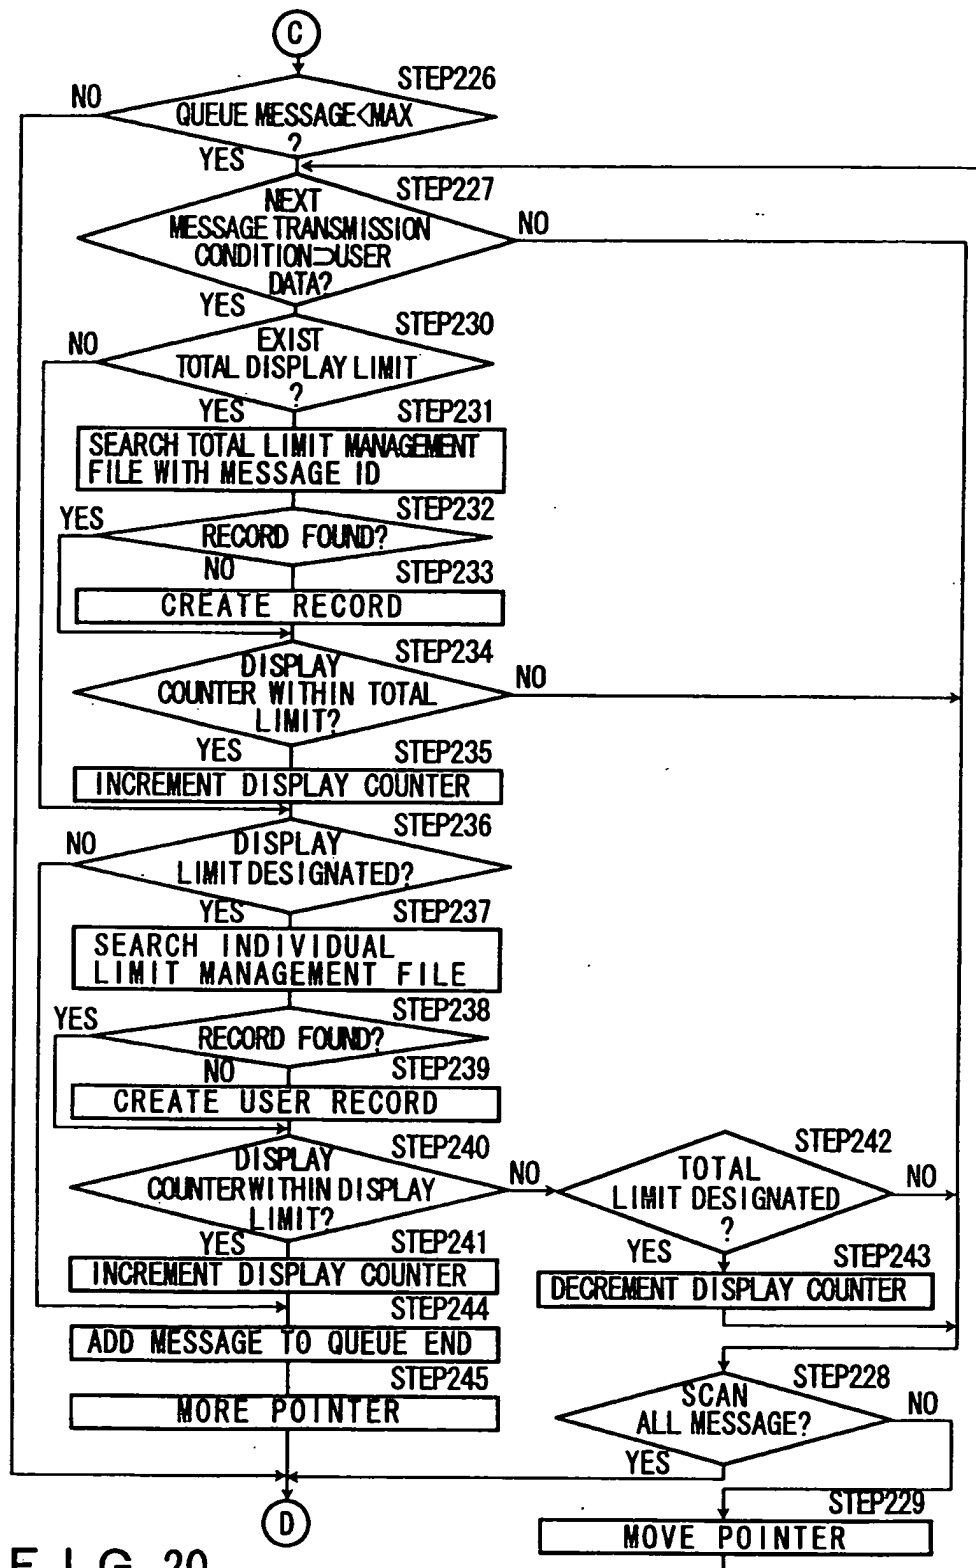 C
STEP226
NO
QUEUE MESSAGE<MAX
?
YES
STEP227
NEXT
MESSAGE TRANSMISSION
CONDITION⊃USER
DATA?
NO
YES
STEP230
NO
EXIST
TOTAL DISPLAY LIMIT
?
YES
STEP231
SEARCH TOTAL LIMIT MANAGEMENT
FILE WITH MESSAGE ID
STEP232
YES
RECORD FOUND?
NO
STEP233
CREATE RECORD
STEP234
DISPLAY
COUNTER WITHIN TOTAL
LIMIT?
NO
YES
STEP235
INCREMENT DISPLAY COUNTER
STEP236
NO
DISPLAY
LIMIT DESIGNATED?
YES
STEP237
SEARCH INDIVIDUAL
LIMIT MANAGEMENT FILE
STEP238
YES
RECORD FOUND?
NO
STEP239
CREATE USER RECORD
STEP240
DISPLAY
COUNTER WITHIN DISPLAY
LIMIT?
NO
STEP242
TOTAL
LIMIT DESIGNATED
?
NO
YES
STEP241
INCREMENT DISPLAY COUNTER
YES
STEP243
DECREMENT DISPLAY COUNTER
STEP244
ADD MESSAGE TO QUEUE END
STEP245
MORE POINTER
STEP228
SCAN
ALL MESSAGE?
NO
YES
STEP229
MOVE POINTER
D
FIG. 20